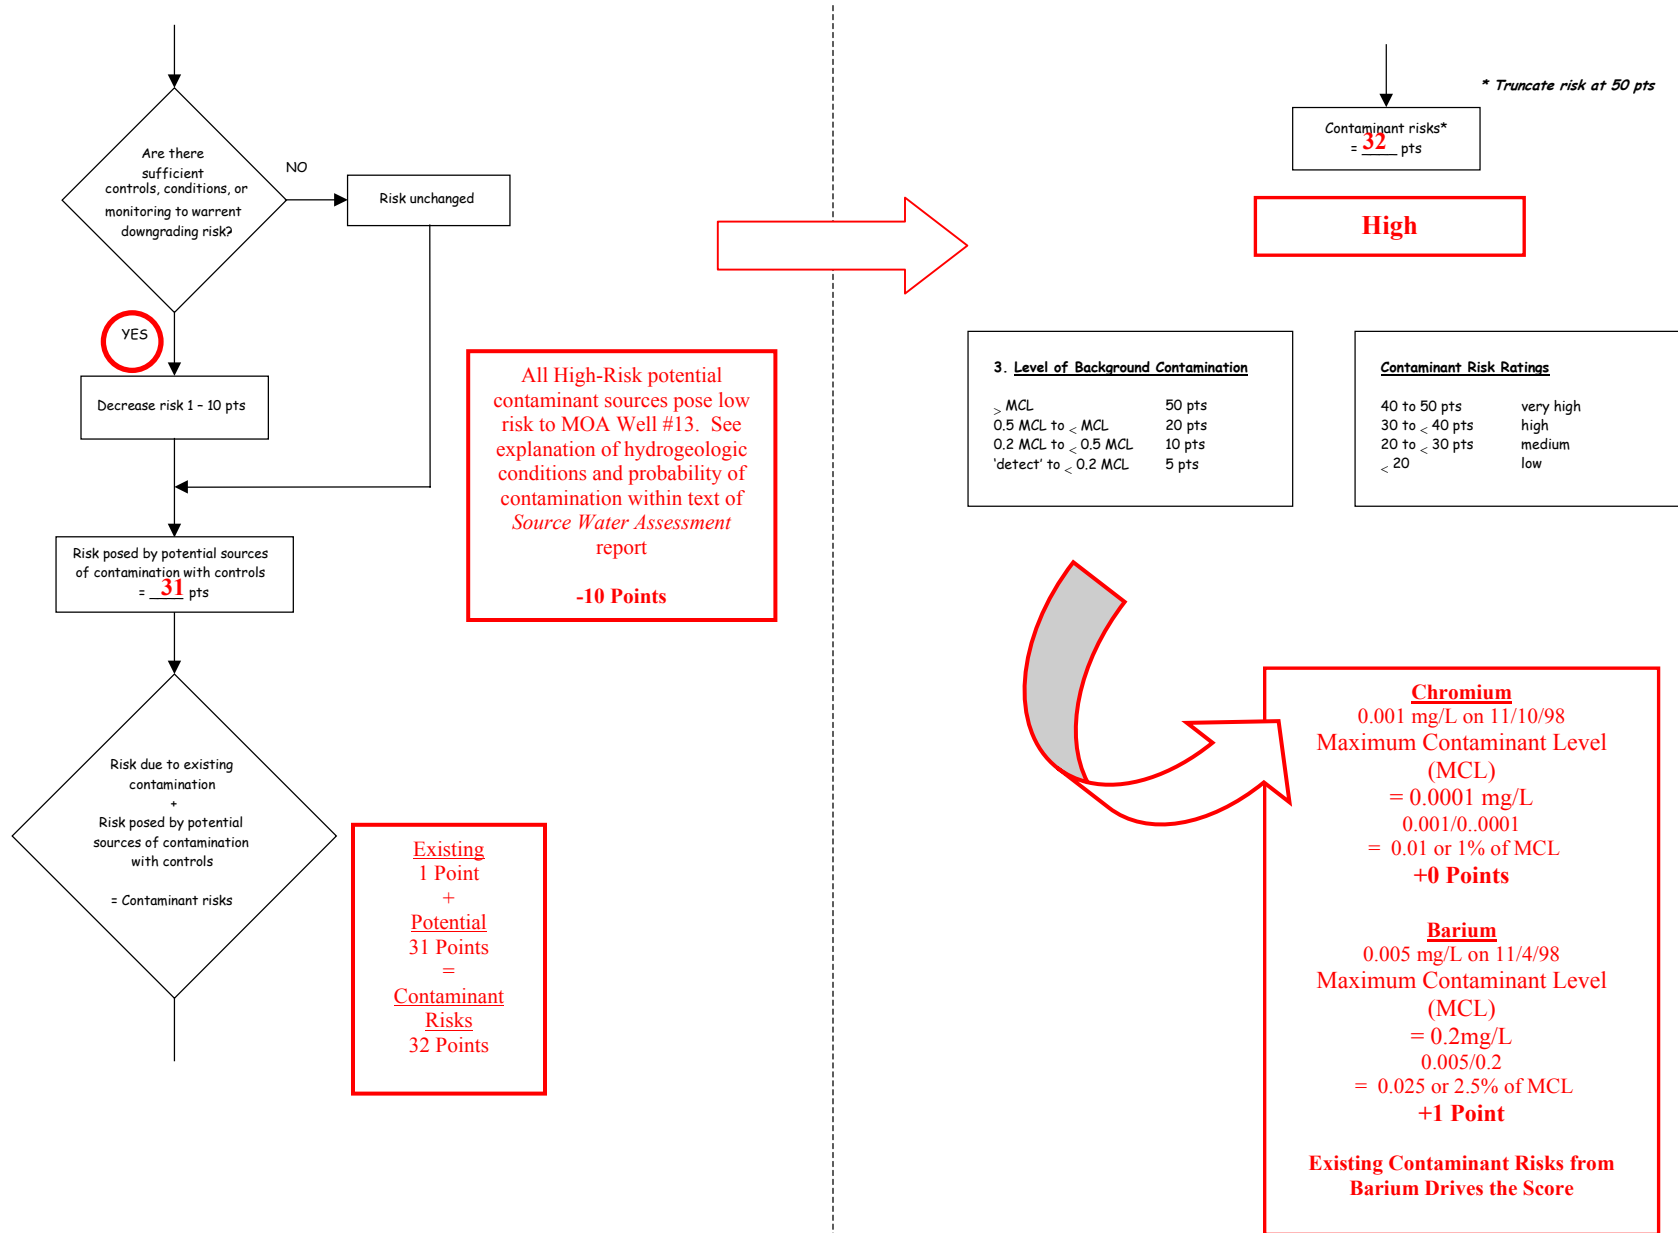 Are there
sufficient
controls, conditions, or
monitoring to warrent
downgrading risk?
NO
Risk unchanged
YES
Decrease risk 1 – 10 pts
All High-Risk potential
contaminant sources pose low
risk to MOA Well #13. See
explanation of hydrogeologic
conditions and probability of
contamination within text of
Source Water Assessment
report
-10 Points
Risk posed by potential sources
of contamination with controls
= 31 pts
Risk due to existing
contamination
+
Risk posed by potential
sources of contamination
with controls
= Contaminant risks
Existing
1 Point
+
Potential
31 Points
=
Contaminant
Risks
32 Points
* Truncate risk at 50 pts
Contaminant risks*
= 32 pts
High
3. Level of Background Contamination
> MCL 50 pts
0.5 MCL to < MCL 20 pts
0.2 MCL to < 0.5 MCL 10 pts
'detect' to < 0.2 MCL 5 pts
Contaminant Risk Ratings
40 to 50 pts very high
30 to < 40 pts high
20 to < 30 pts medium
< 20 low
Chromium
0.001 mg/L on 11/10/98
Maximum Contaminant Level
(MCL)
= 0.0001 mg/L
0.001/0..0001
= 0.01 or 1% of MCL
+0 Points
Barium
0.005 mg/L on 11/4/98
Maximum Contaminant Level
(MCL)
= 0.2mg/L
0.005/0.2
= 0.025 or 2.5% of MCL
+1 Point
Existing Contaminant Risks from
Barium Drives the Score